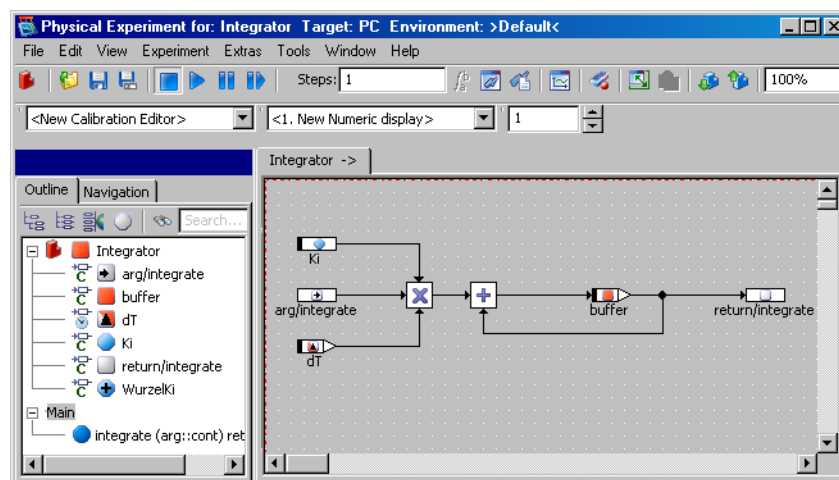 Physical Experiment for: Integrator Target: PC Environment: >Default<
File Edit View Experiment Extras Tools Window Help
Steps: 1
100%
<New Calibration Editor>
<1. New Numeric display>
1
Integrator ->
Outline Navigation
Search...
Integrator
arg/integrate
buffer
dT
Ki
return/integrate
WurzelKi
Main
integrate (arg::cont) ret
Ki
arg/integrate
buffer
return/integrate
dT